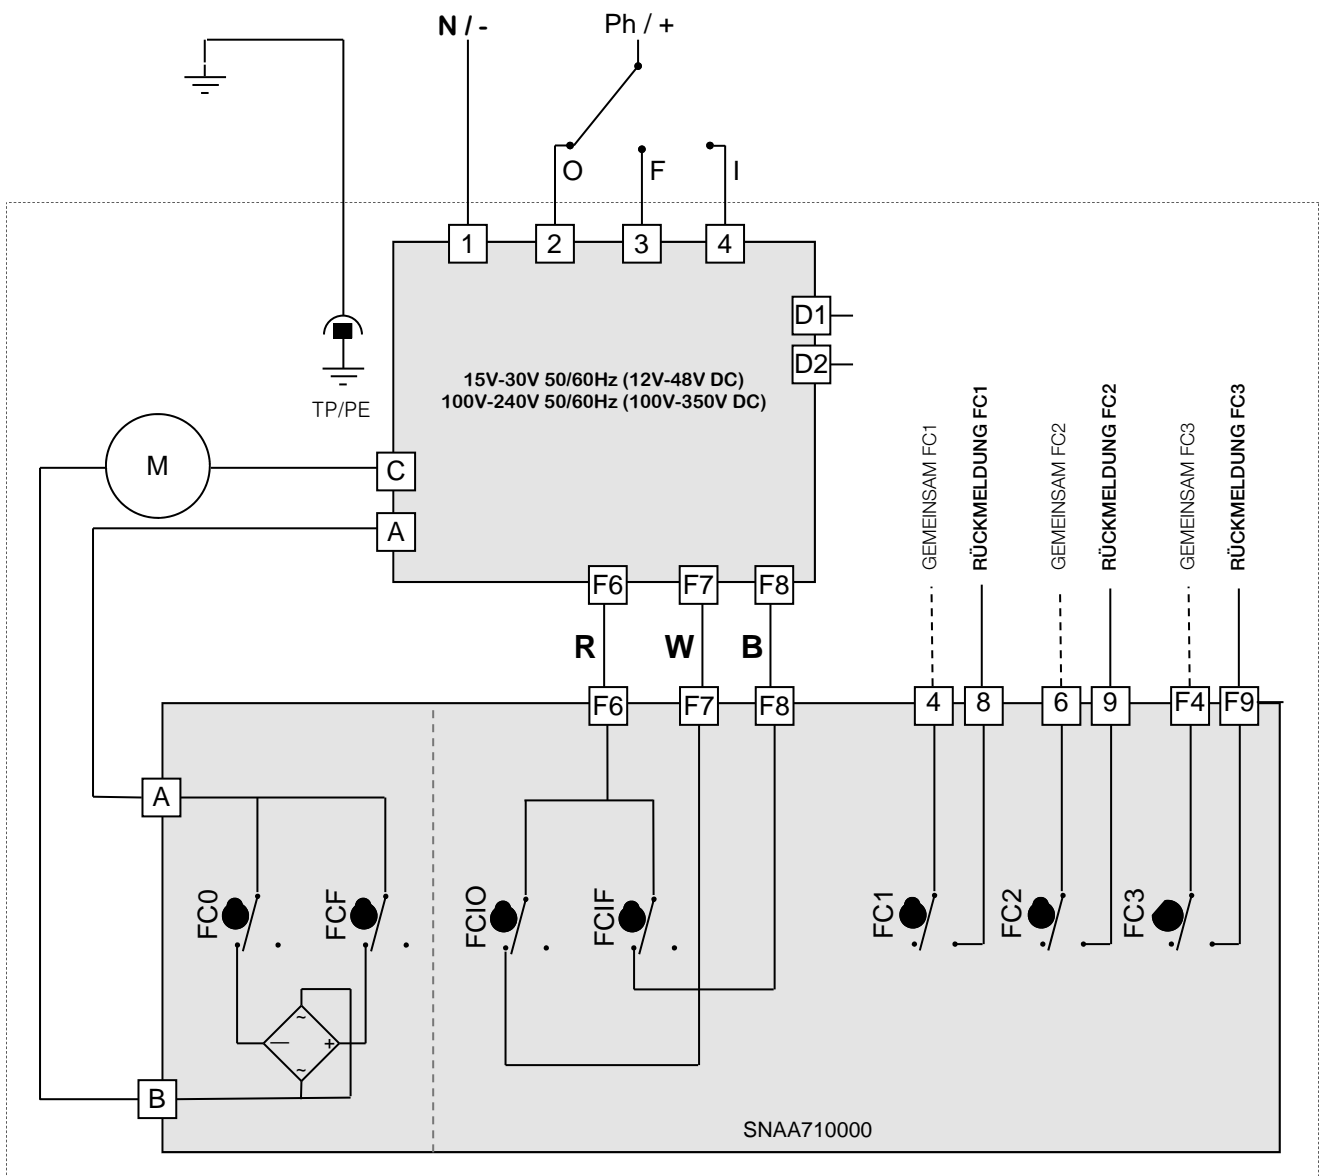 N / -
Ph / +
O
F
I
1
2
3
4
D1
D2
15V-30V 50/60Hz (12V-48V DC)
100V-240V 50/60Hz (100V-350V DC)
TP/PE
M
C
A
F6
F7
F8
GEMEINSAM FC1
RÜCKMELDUNG FC1
GEMEINSAM FC2
RÜCKMELDUNG FC2
GEMEINSAM FC3
RÜCKMELDUNG FC3
R
W
B
F6
F7
F8
4
8
6
9
F4
F9
A
FC0
FCF
FCIO
FCIF
FC1
FC2
FC3
~
—
+
~
B
SNAA710000